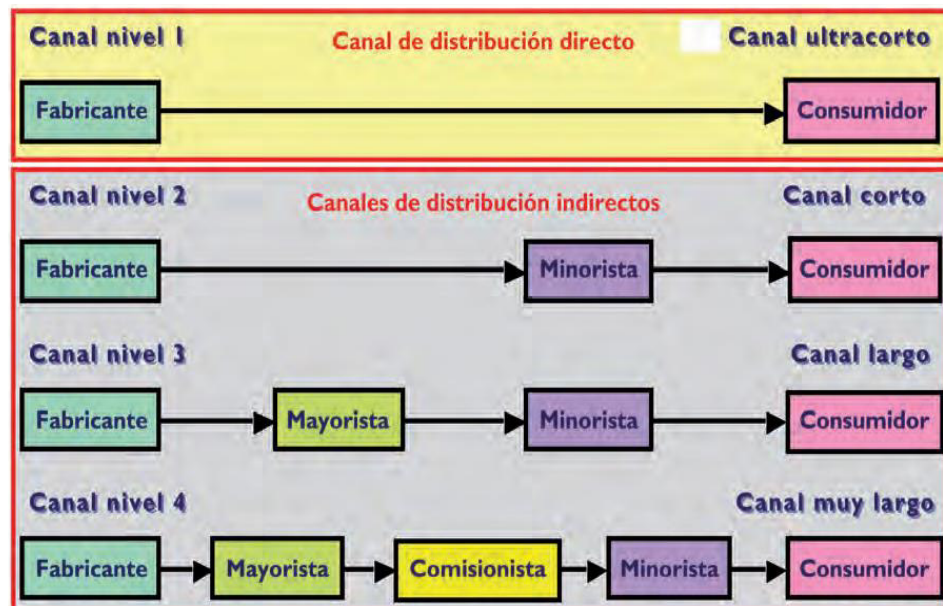 Canal nivel 1 Canal de distribución directo Canal ultracorto
Fabricante Consumidor
Canal nivel 2 Canales de distribución indirectos Canal corto
Fabricante Minorista Consumidor
Canal nivel 3 Canal largo
Fabricante Mayorista Minorista Consumidor
Canal nivel 4 Canal muy largo
Fabricante Mayorista Comisionista Minorista Consumidor